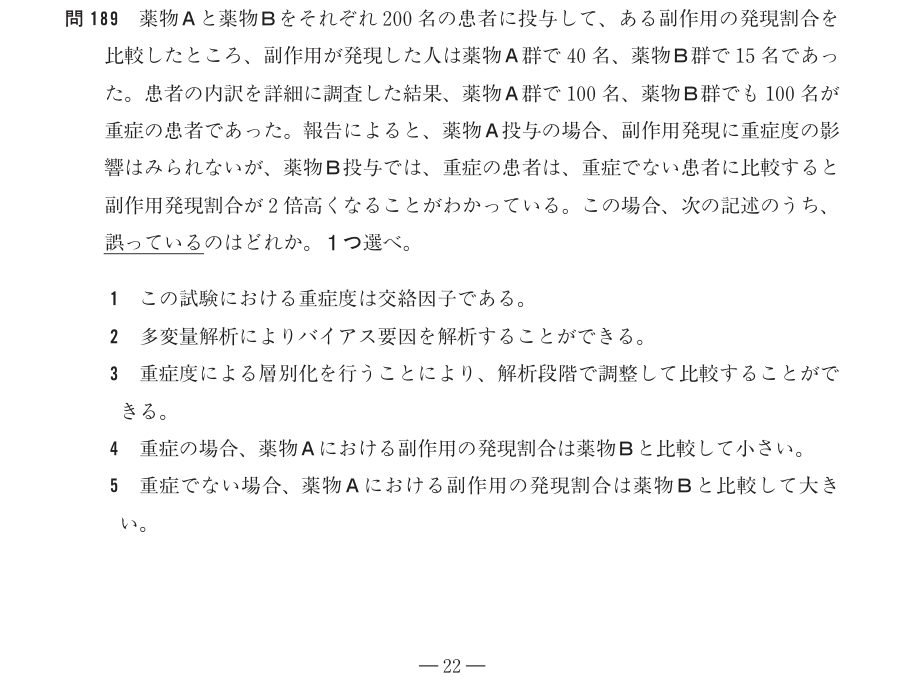 問 189 薬物Aと薬物Bをそれぞれ 200 名の患者に投与して、ある副作用の発現割合を
比較したところ、副作用が発現した人は薬物A群で 40 名、薬物B群で 15 名であっ
た。患者の内訳を詳細に調査した結果、薬物A群で 100 名、薬物B群でも 100 名が
重症の患者であった。報告によると、薬物A投与の場合、副作用発現に重症度の影
響はみられないが、薬物B投与では、重症の患者は、重症でない患者に比較すると
副作用発現割合が 2 倍高くなることがわかっている。この場合、次の記述のうち、
誤っているのはどれか。1つ選べ。
1 この試験における重症度は交絡因子である。
2 多変量解析によりバイアス要因を解析することができる。
3 重症度による層別化を行うことにより、解析段階で調整して比較することがで
きる。
4 重症の場合、薬物Aにおける副作用の発現割合は薬物Bと比較して小さい。
5 重症でない場合、薬物Aにおける副作用の発現割合は薬物Bと比較して大き
い。
― 22 ―